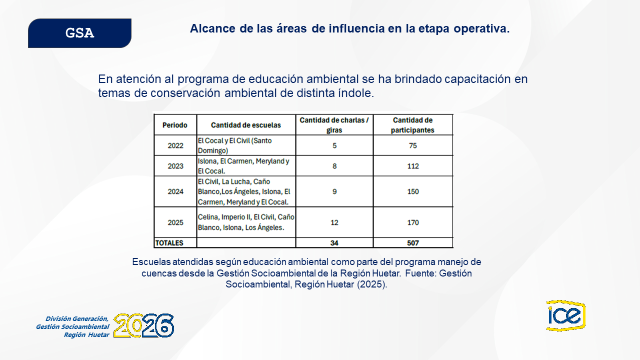 GSA
Alcance de las áreas de influencia en la etapa operativa.
En atención al programa de educación ambiental se ha brindado capacitación en
temas de conservación ambiental de distinta índole.
Periodo Cantidad de escuelas Cantidad de charlas / giras Cantidad de participantes
2022 El Cocal y El Civil (Santo Domingo) 5 75
2023 Islona, El Carmen, Meryland y El Cocal. 8 112
2024 El Civil, La Lucha, Caño Blanco,Los Ángeles, Islona, El Carmen, Meryland y El Cocal. 9 150
2025 Celina, Imperio II, El Civil, Caño Blanco, Islona, Los Ángeles. 12 170
TOTALES 34 507
Escuelas atendidas según educación ambiental como parte del programa manejo de
cuencas desde la Gestión Socioambiental de la Región Huetar. Fuente: Gestión
Socioambiental, Región Huetar (2025).
División Generación.
Gestión Socioambiental
Región Huetar
2026
ice